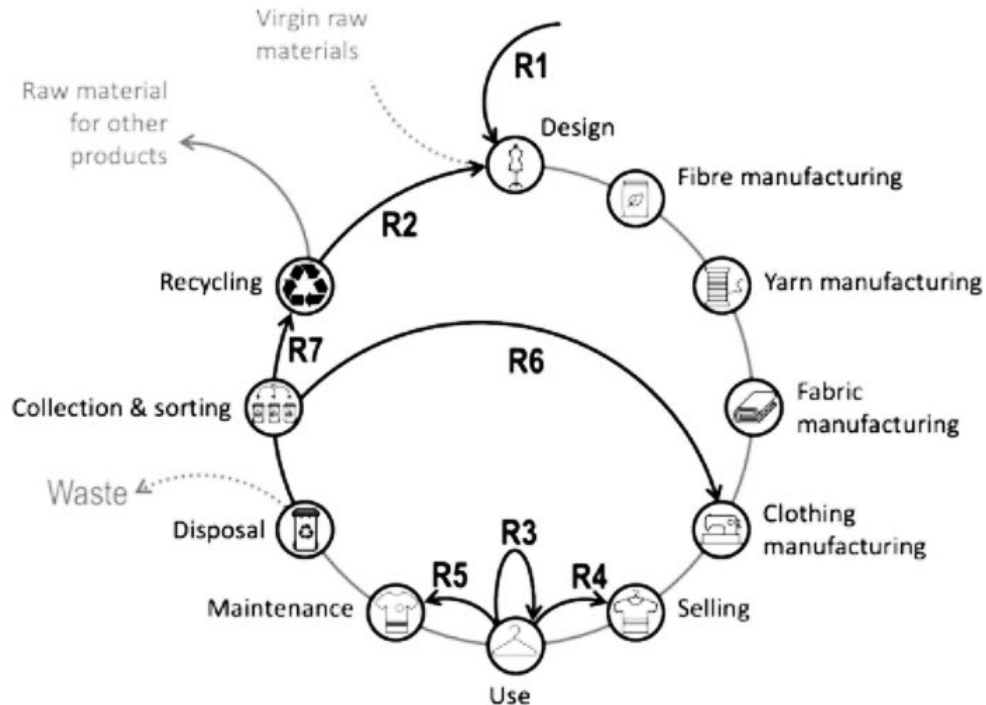 Virgin raw
materials
R1
Raw material
for other
products
Design
Fibre manufacturing
R2
Recycling
Yarn manufacturing
R7
R6
Collection & sorting
Fabric
manufacturing
Waste
Disposal
Clothing
manufacturing
R3
R5
R4
Maintenance
Selling
Use